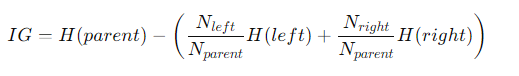 IG = H(parent) − ( N_left / N_parent H(left) + N_right / N_parent H(right) )